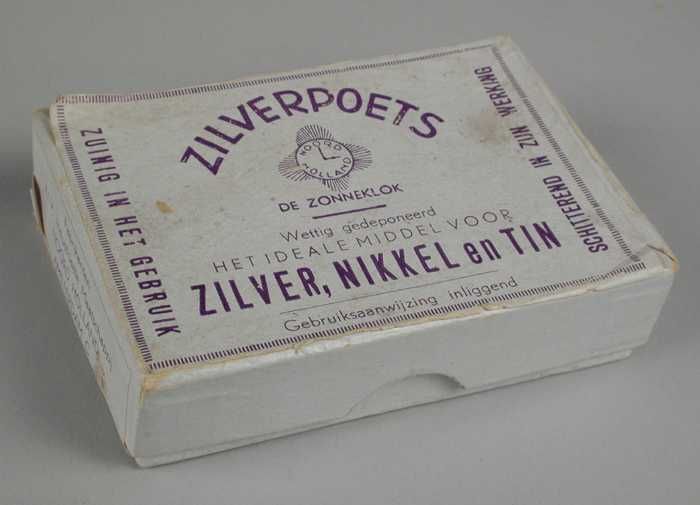 ZILVERPOETS
NOORD
HOLLAND
DE ZONNEKLOK
Wettig gedeponeerd
HET IDEALE MIDDEL VOOR
ZILVER, NIKKEL en TIN
Gebruiksaanwijzing inliggend
ZUINIG IN HET GEBRUIK
SCHITTEREND IN ZIJN WERKING